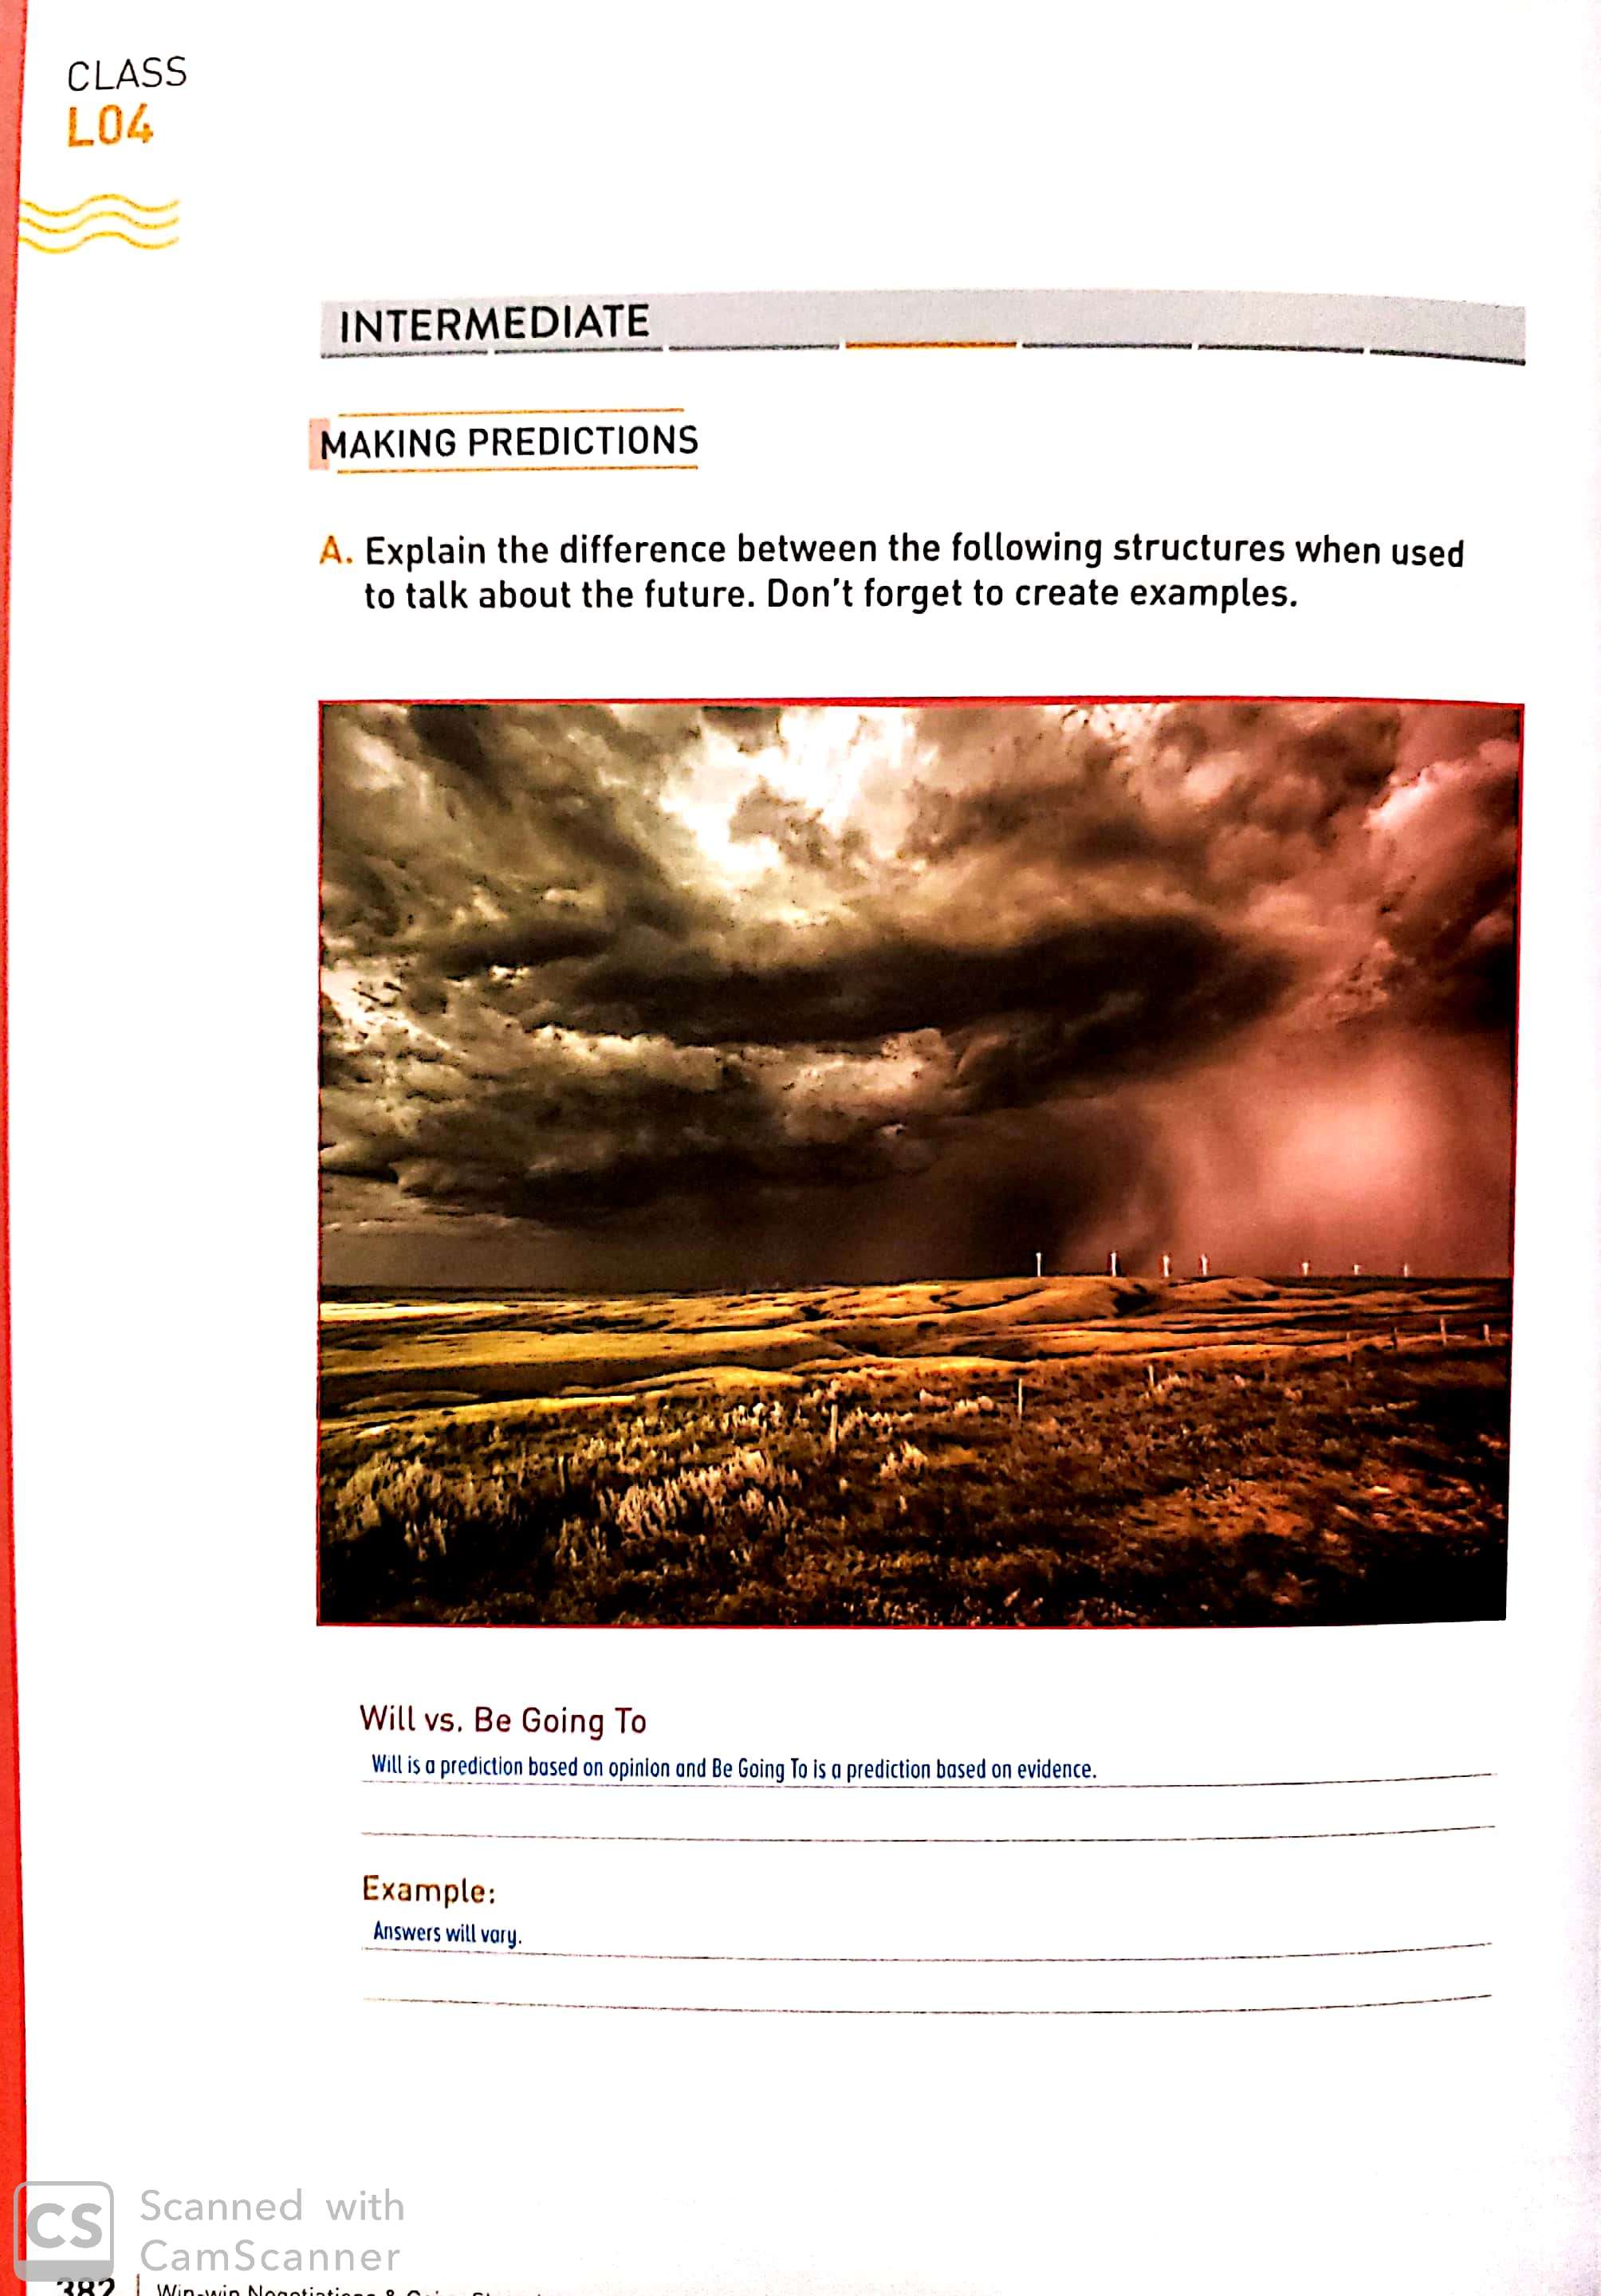 CLASS
L04
INTERMEDIATE
MAKING PREDICTIONS
A. Explain the difference between the following structures when used
to talk about the future. Don't forget to create examples.
Will vs. Be Going To
Will is a prediction based on opinion and Be Going To is a prediction based on evidence.
Example:
Answers will vary.
CS
Scanned with
CamScanner
382 | Win-win Negotiations &